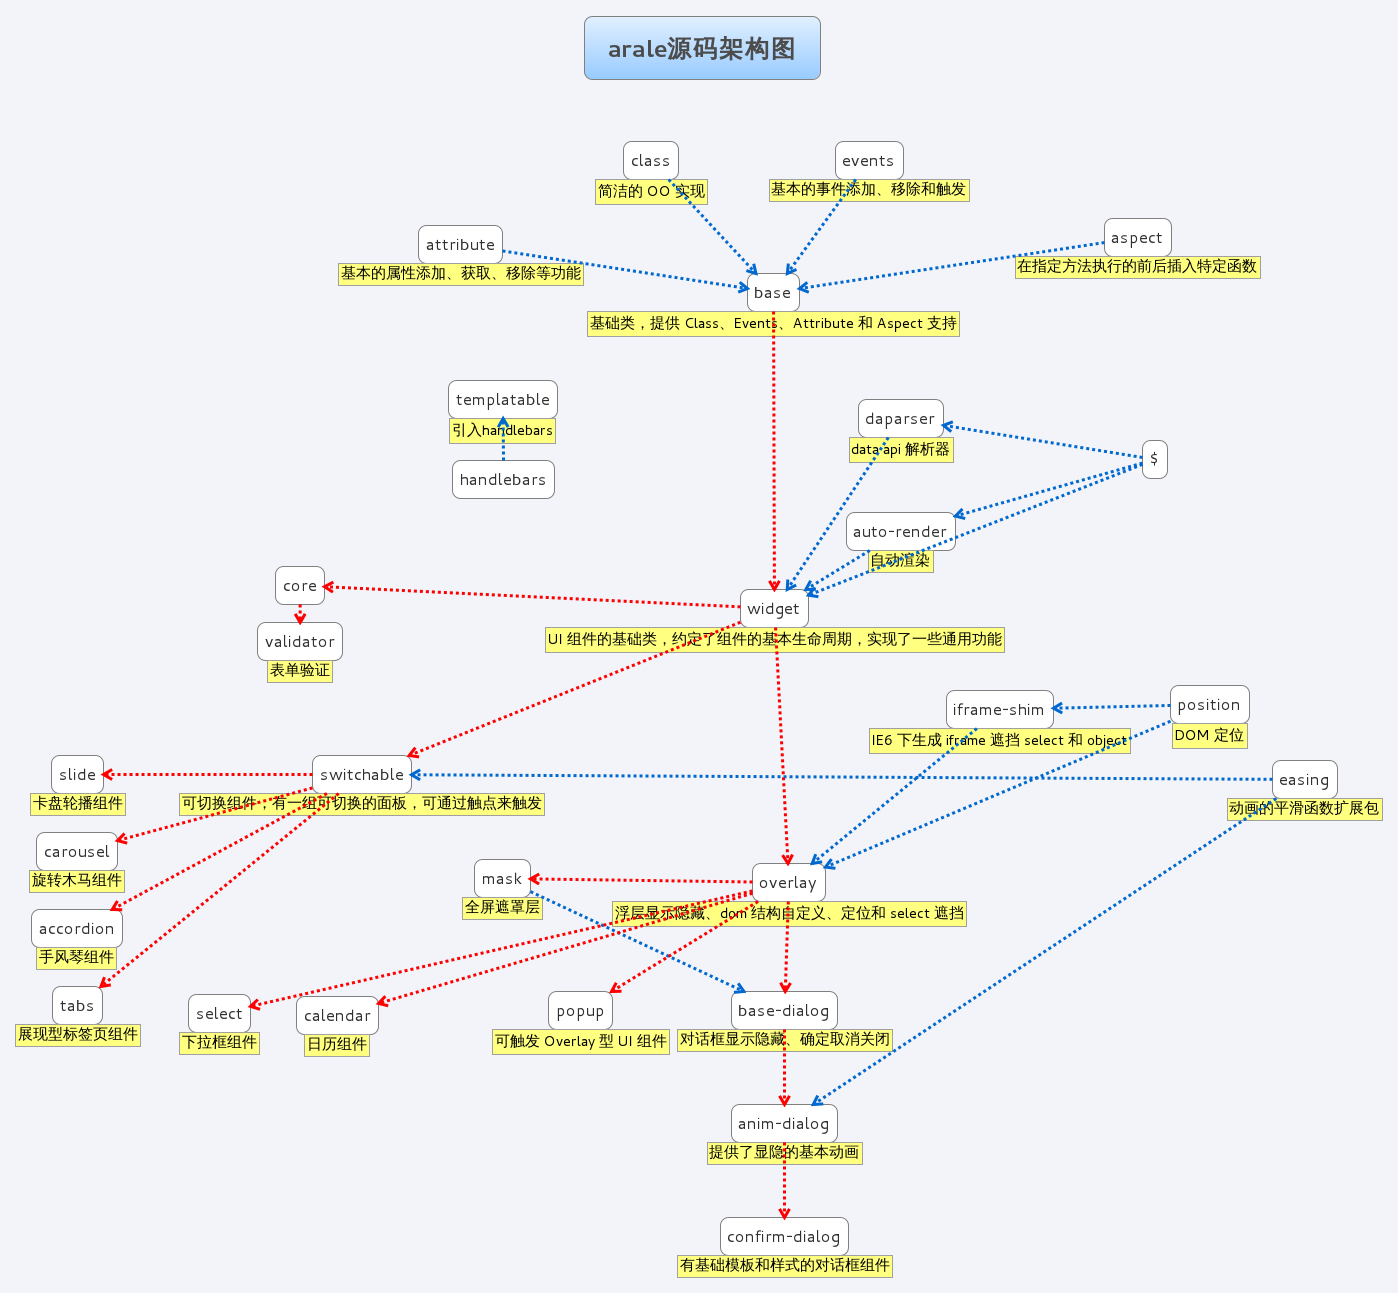 arale源码架构图
class
简洁的 OO 实现
events
基本的事件添加、移除和触发
attribute
基本的属性添加、获取、移除等功能
aspect
在指定方法执行的前后插入特定函数
base
基础类，提供 Class、Events、Attribute 和 Aspect 支持
templatable
引入handlebars
handlebars
daparser
data-api 解析器
$
auto-render
自动渲染
core
validator
表单验证
widget
UI 组件的基础类，约定了组件的基本生命周期，实现了一些通用功能
iframe-shim
IE6 下生成 iframe 遮挡 select 和 object
position
DOM 定位
slide
卡盘轮播组件
switchable
可切换组件，有一组可切换的面板，可通过触点来触发
easing
动画的平滑函数扩展包
carousel
旋转木马组件
mask
全屏遮罩层
overlay
浮层显示隐藏、dom 结构自定义、定位和 select 遮挡
accordion
手风琴组件
tabs
展现型标签页组件
select
下拉框组件
calendar
日历组件
popup
可触发 Overlay 型 UI 组件
base-dialog
对话框显示隐藏、确定取消关闭
anim-dialog
提供了显隐的基本动画
confirm-dialog
有基础模板和样式的对话框组件